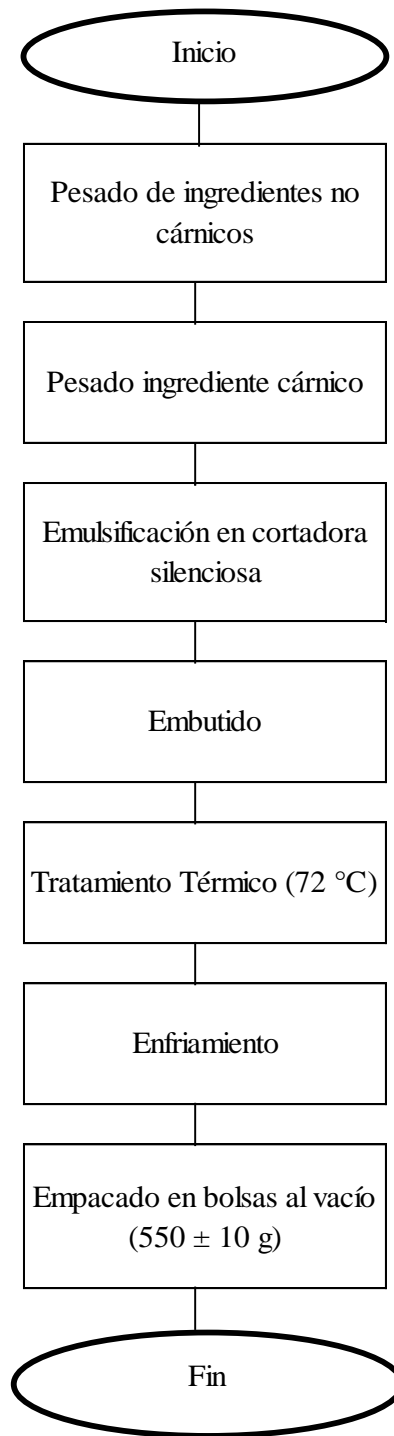 Inicio
Pesado de ingredientes no
cárnicos
Pesado ingrediente cárnico
Emulsificación en cortadora
silenciosa
Embutido
Tratamiento Térmico (72 °C)
Enfriamiento
Empacado en bolsas al vacío
(550 ± 10 g)
Fin